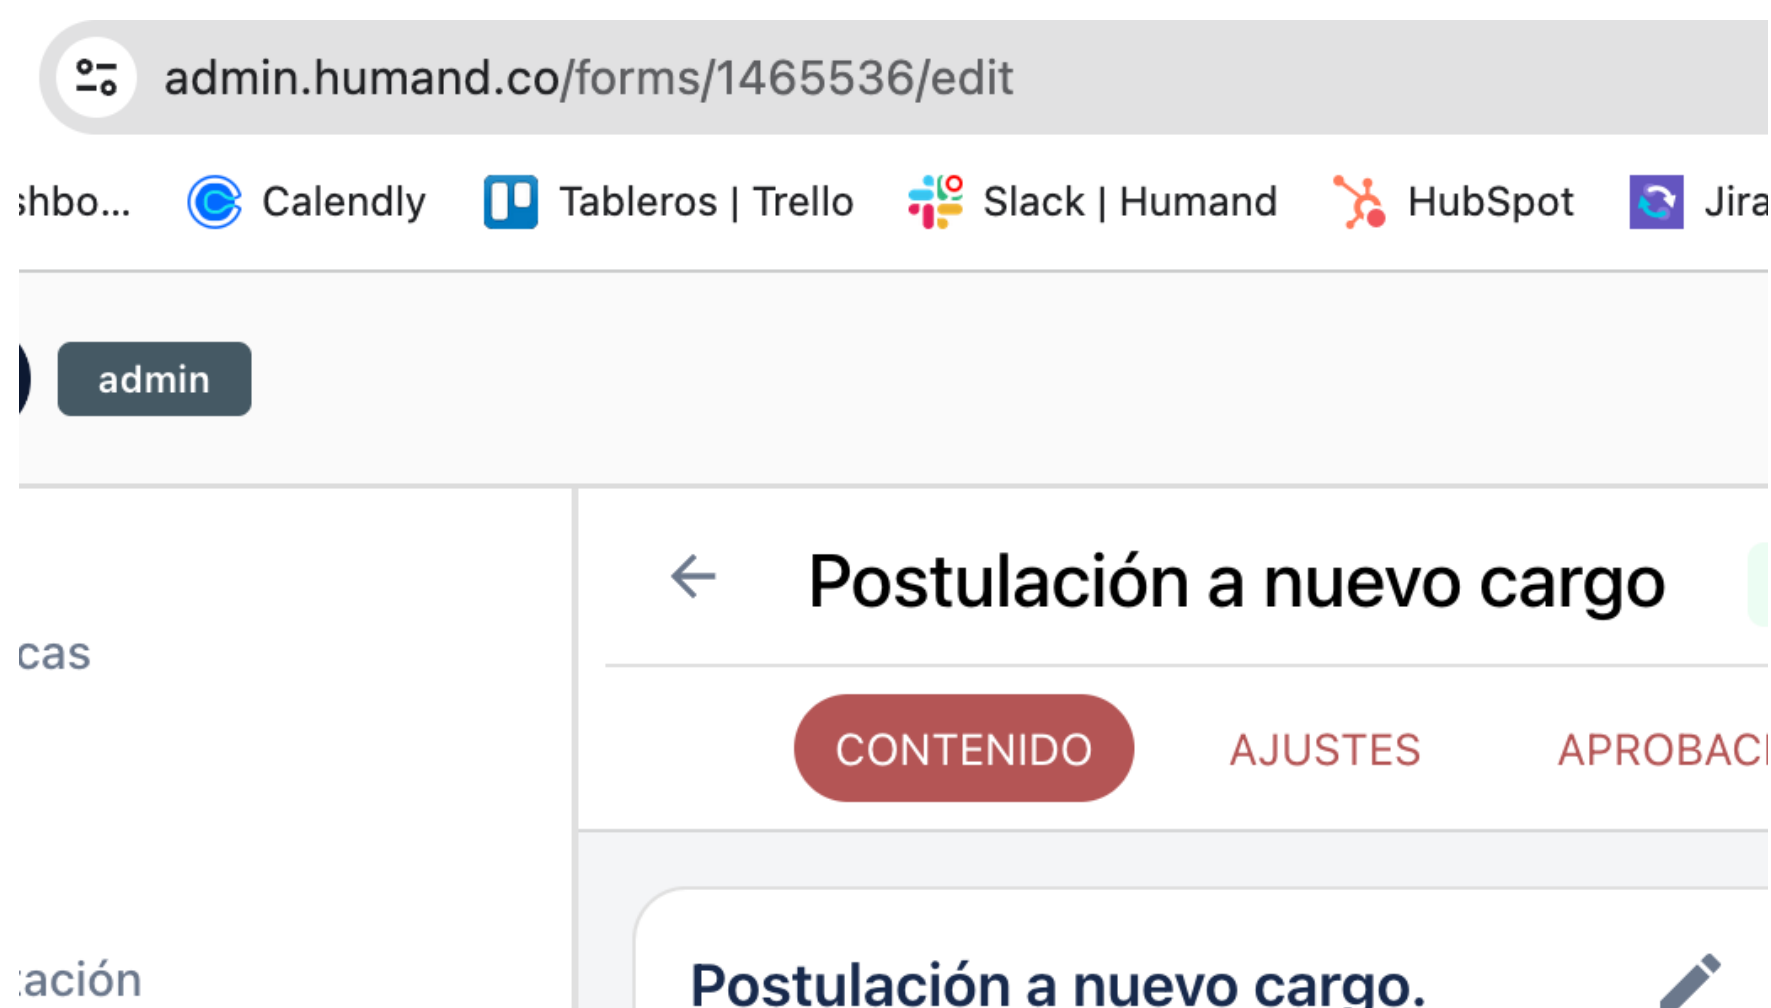 admin.humand.co/forms/1465536/edit
shbo... Calendly Tableros | Trello Slack | Humand HubSpot Jira
admin
Postulación a nuevo cargo
cas
CONTENIDO AJUSTES APROBACI
Postulación a nuevo cargo.
tación